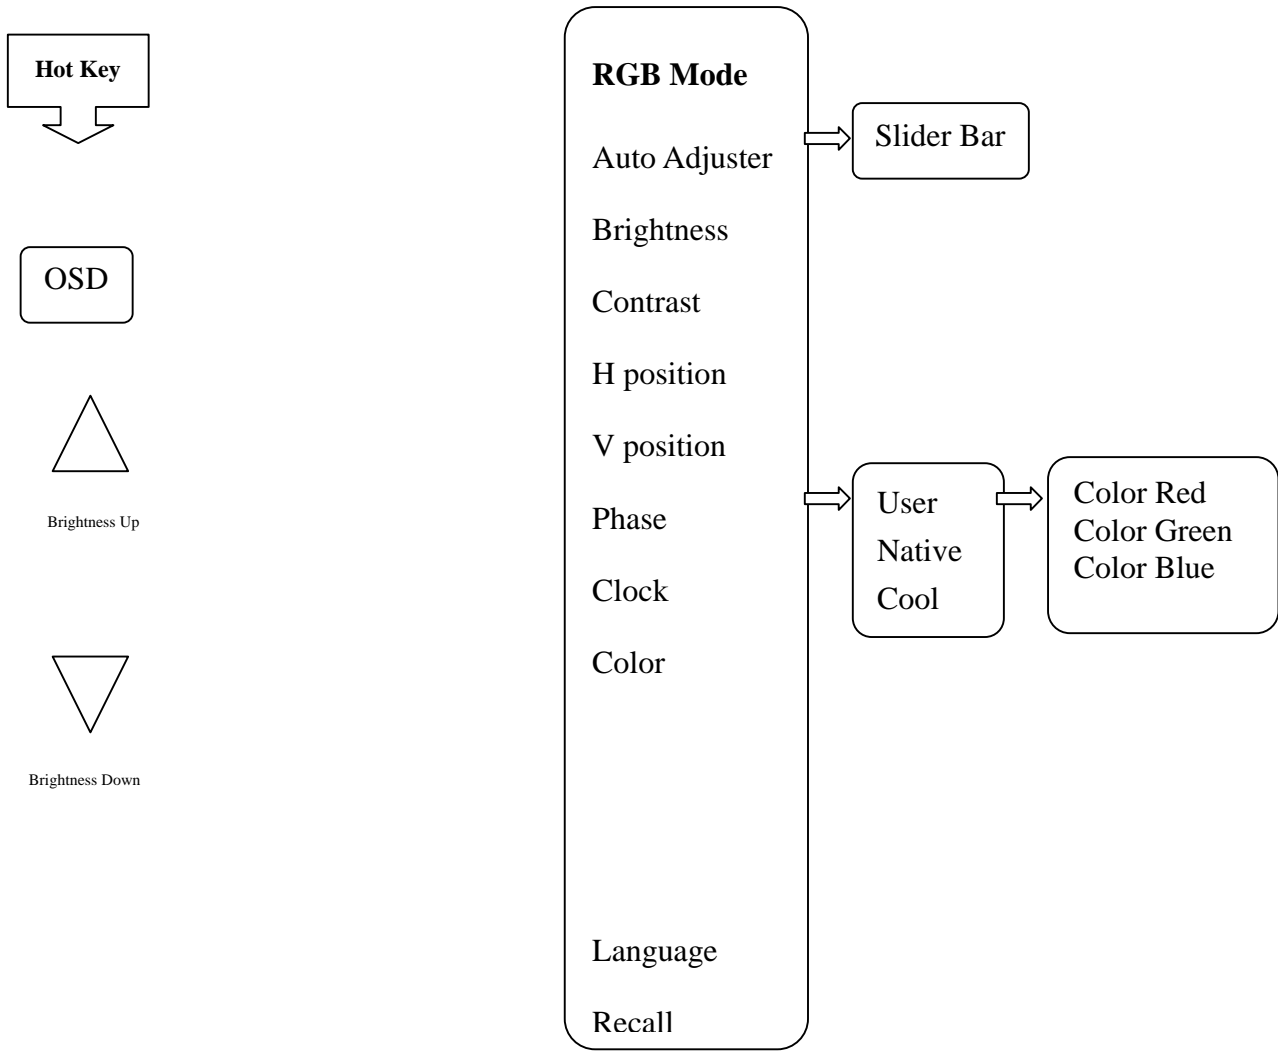 Hot Key
OSD
Brightness Up
Brightness Down
RGB Mode
Auto Adjuster
Brightness
Contrast
H position
V position
Phase
Clock
Color
Language
Recall
Slider Bar
User
Native
Cool
Color Red
Color Green
Color Blue